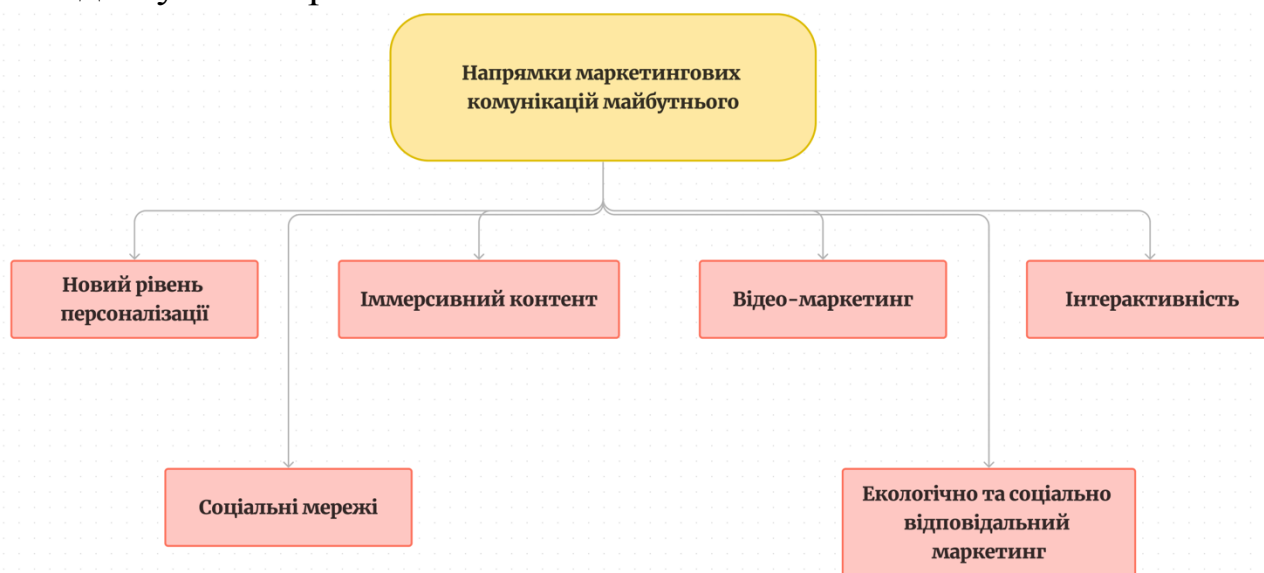 Напрямки маркетингових
комунікацій майбутнього
Новий рівень
персоналізації
Іммерсивний контент
Відео-маркетинг
Інтерактивність
Соціальні мережі
Екологічно та соціально
відповідальний
маркетинг